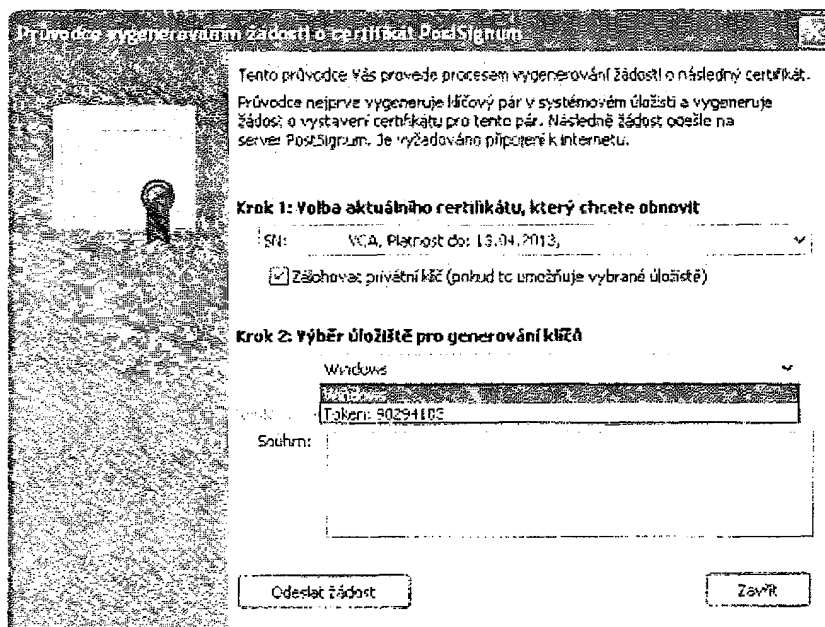 Průvodce vygenerováním žádosti o certifikát PostSignum
Tento průvodce Vás provede procesem vygenerování žádosti o následný certifikát.
Průvodce nejprve vygeneruje klíčový pár v systémovém úložisti a vygeneruje
žádost o vystavení certifikátu pro tento pár. Následně žádost odešle na
server PostSignum. Je vyžadováno připojení k internetu.
Krok 1: Volba aktuálního certifikátu, který chcete obnovit
SN: VCA, Platnost do: 13.04.2013,
Zálohovat privátní klíč (pokud to umožňuje vybrané úložiště)
Krok 2: Výběr úložiště pro generování klíčů
Windows
Windows
Token: 90294103
Souhrn:
Odeslat žádost
Zavřít